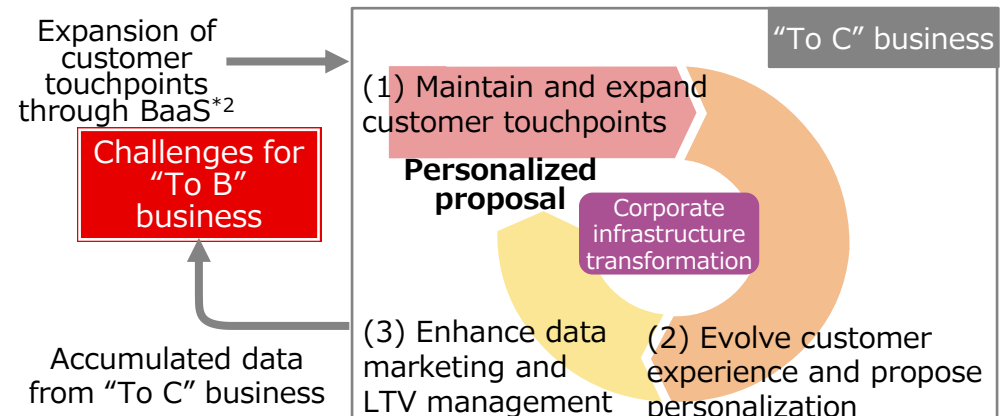 Expansion of
customer
touchpoints
through BaaS*2
Challenges for
“To B”
business
Accumulated data
from “To C” business
“To C” business
(1) Maintain and expand
customer touchpoints
Personalized
proposal
Corporate
infrastructure
transformation
(2) Evolve customer
experience and propose
personalization
(3) Enhance data
marketing and
LTV management